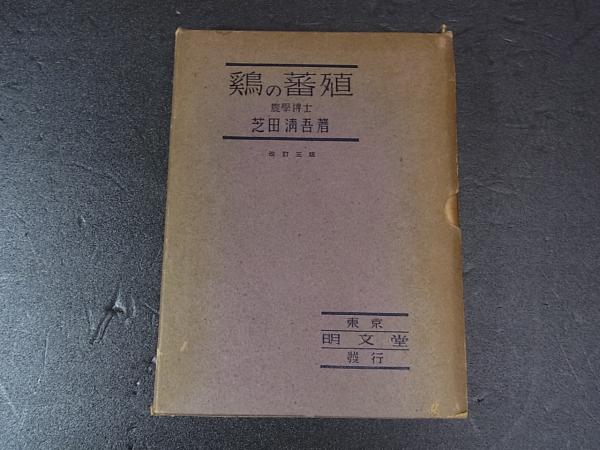 鷄の蕃殖
農學博士
芝田淸吾著
改訂三版
東京
明文堂
發行